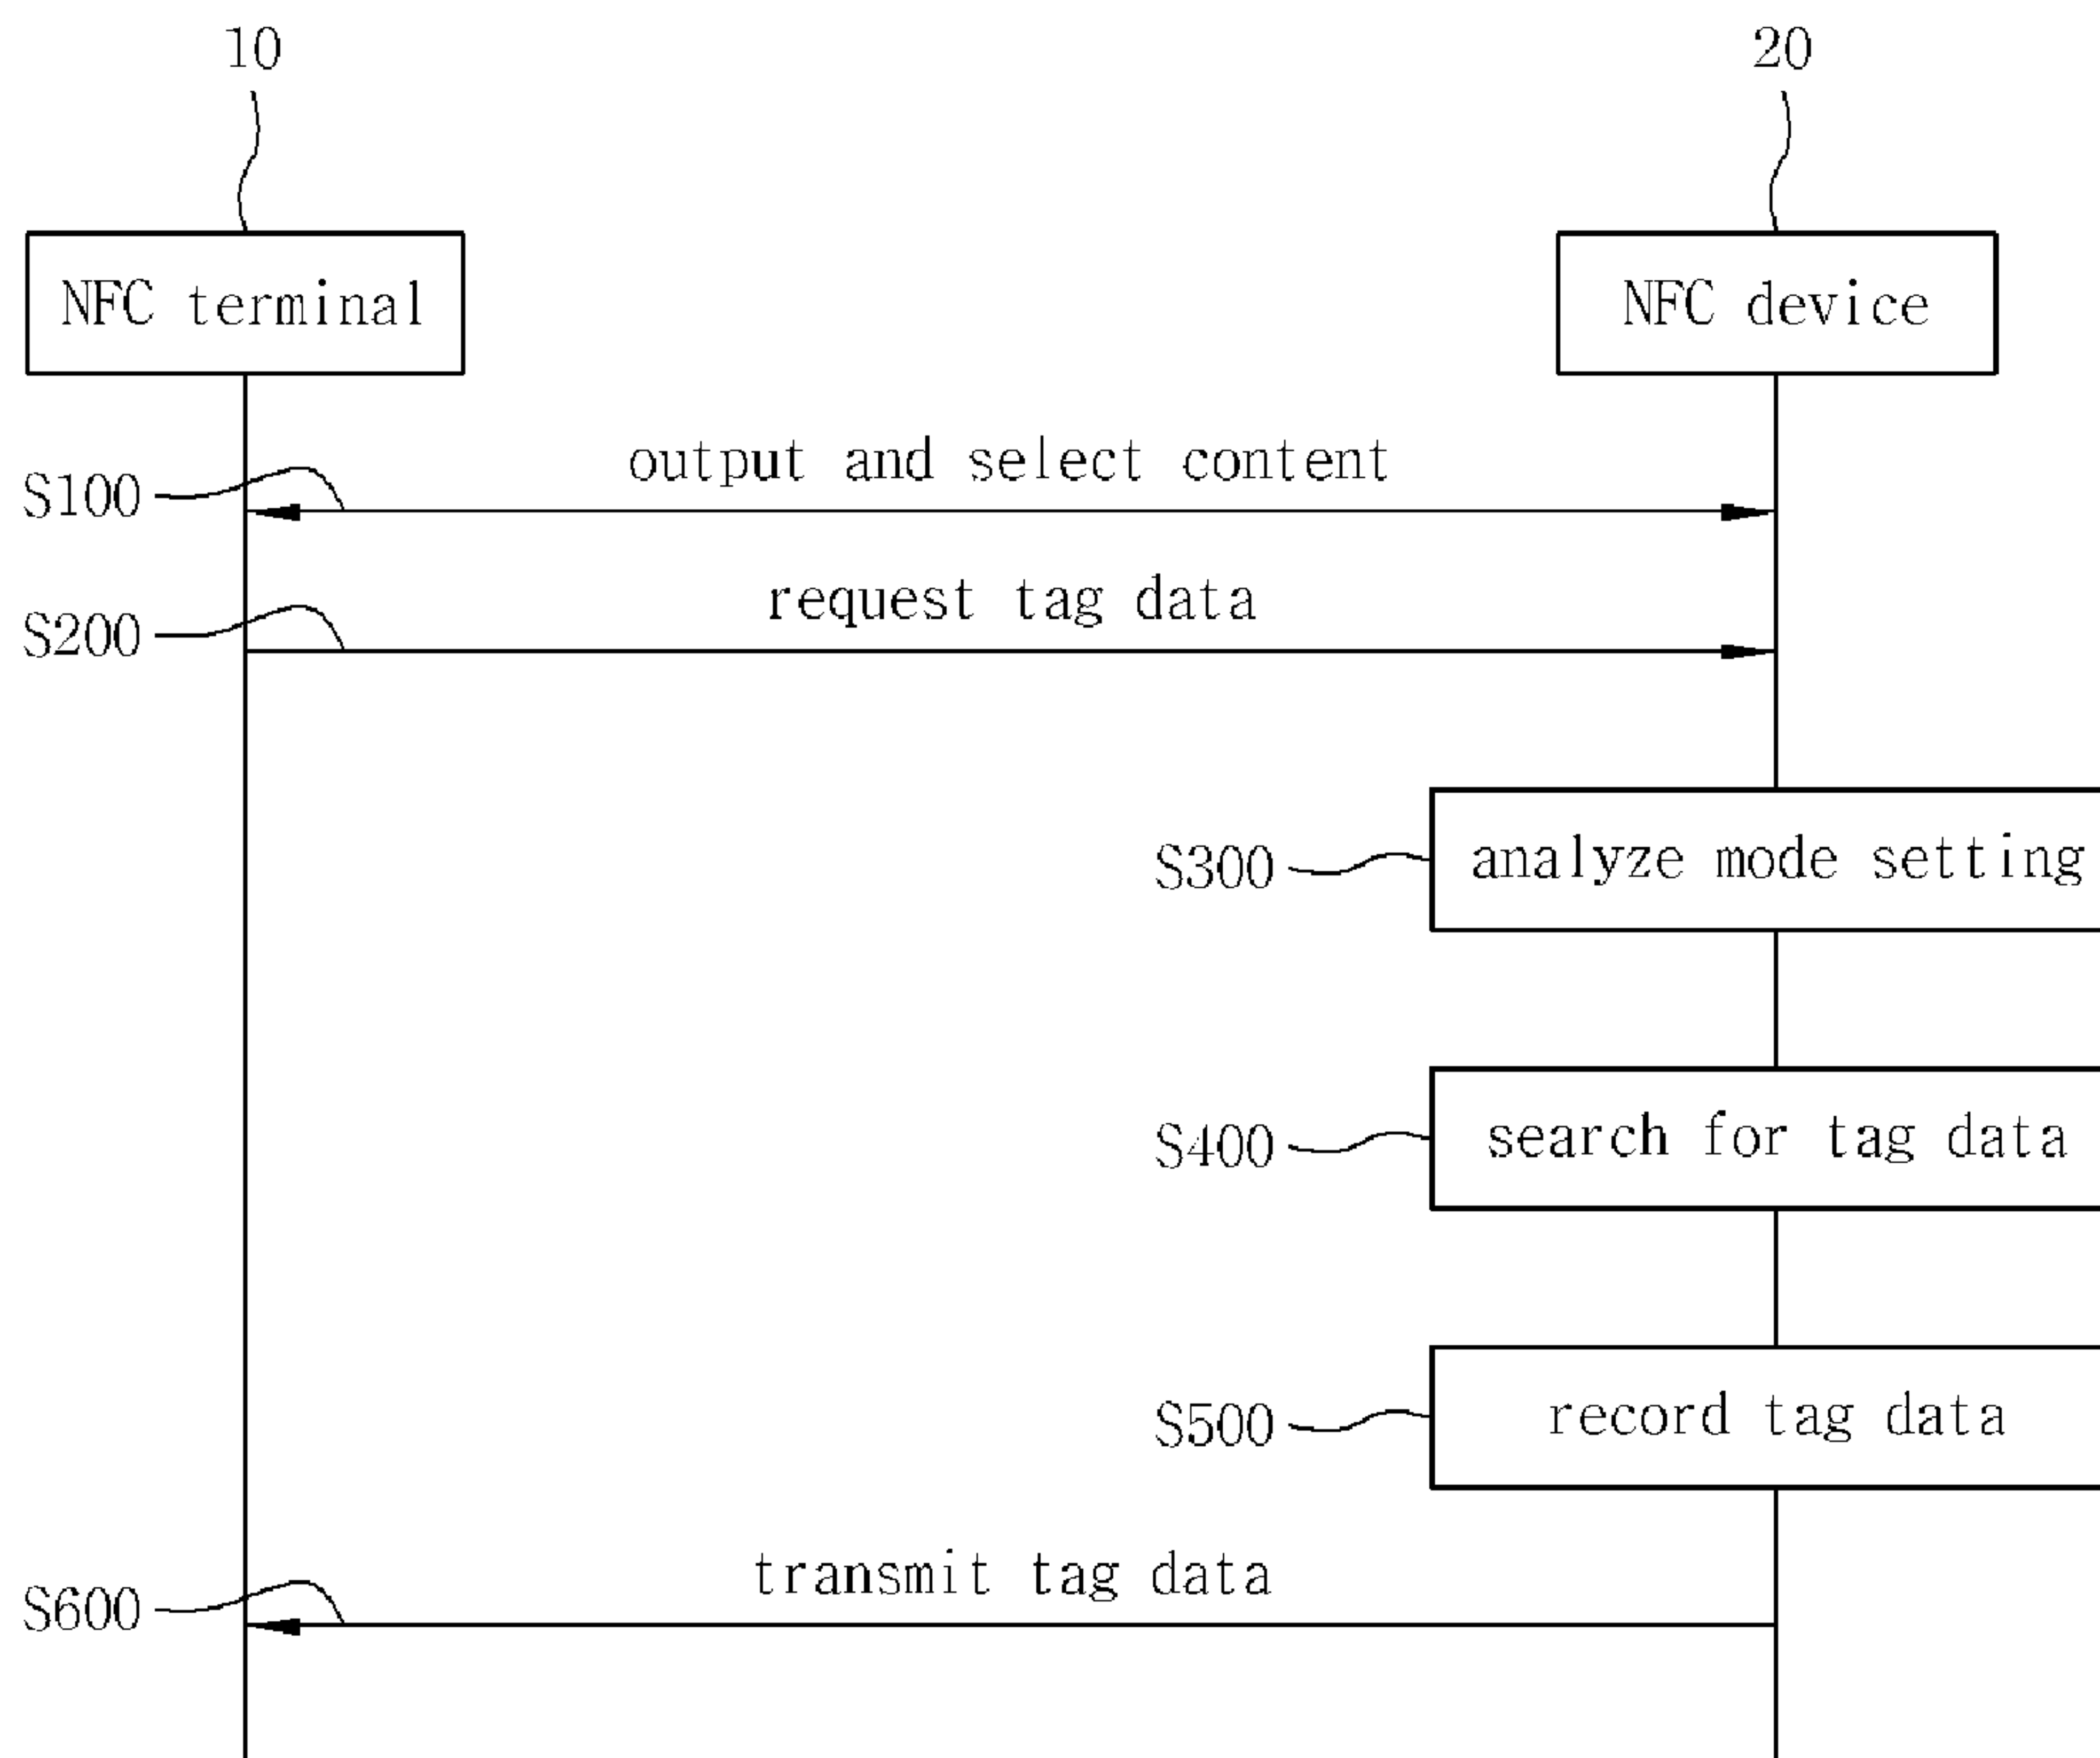 10
20
NFC terminal
NFC device
output and select content
S100
request tag data
S200
analyze mode setting
S300
search for tag data
S400
record tag data
S500
transmit tag data
S600